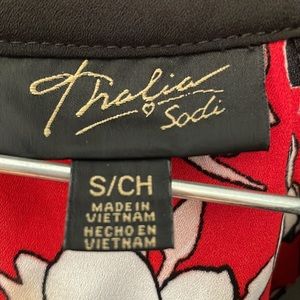 Thalia
Sodi
S/CH
MADE IN
VIETNAM
HECHO EN
VIETNAM